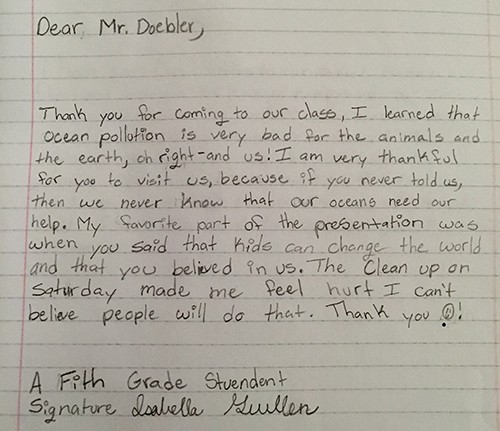 Dear Mr. Doebler,
Thank you for coming to our class, I learned that
ocean pollotion is very bad for the animals and
the earth, oh right-and us! I am very thankful
for you to visit us, because if you never told us,
then we never know that our oceans need our
help. My favorite part of the presentation was
when you said that kids can change the world
and that you believed in us. The Clean up on
Saturday made me feel hurt I can't
belive people will do that. Thank you ☺!
A Fith Grade Stuendent
Signature Isabella Guillen